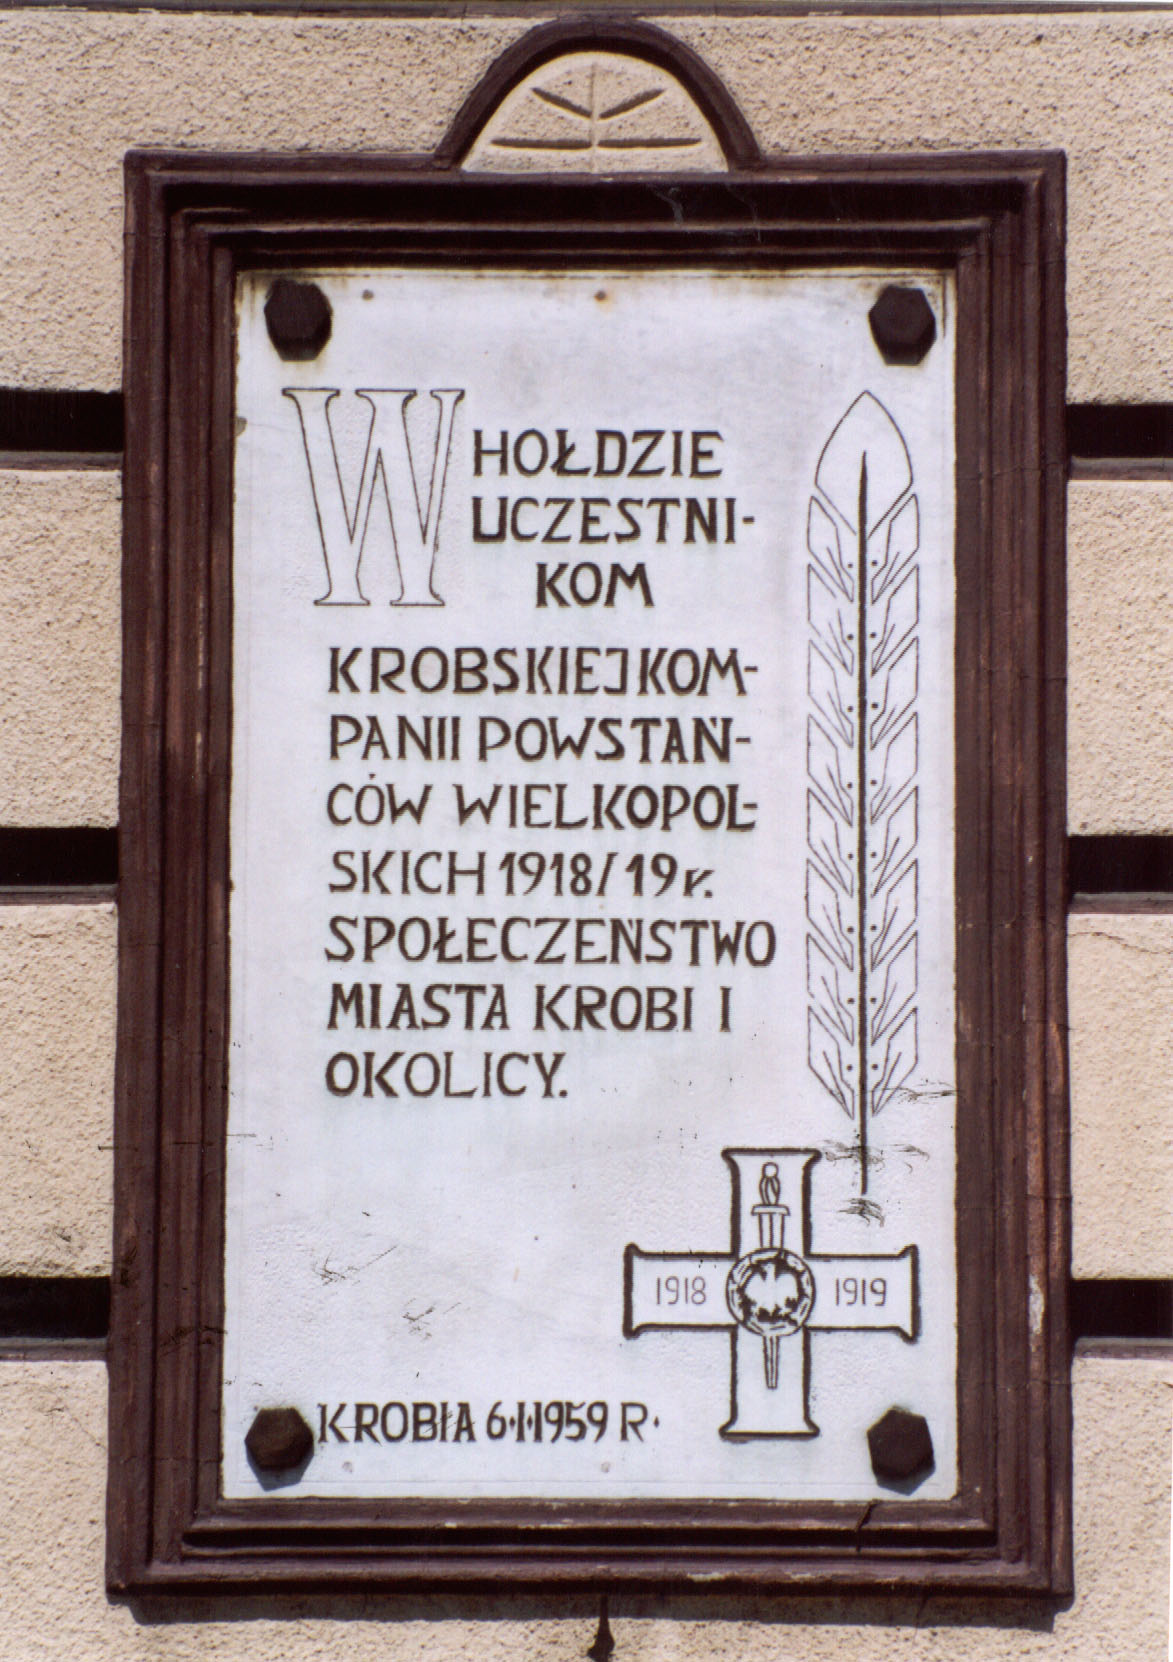 W HOŁDZIE
UCZESTNI-
KOM
KROBSKIEJ KOM-
PANII POWSTAŃ-
CÓW WIELKOPOL-
SKICH 1918/19 r.
SPOŁECZEŃSTWO
MIASTA KROBI I
OKOLICY.
1918 1919
KROBIA 6·I·1959 R·